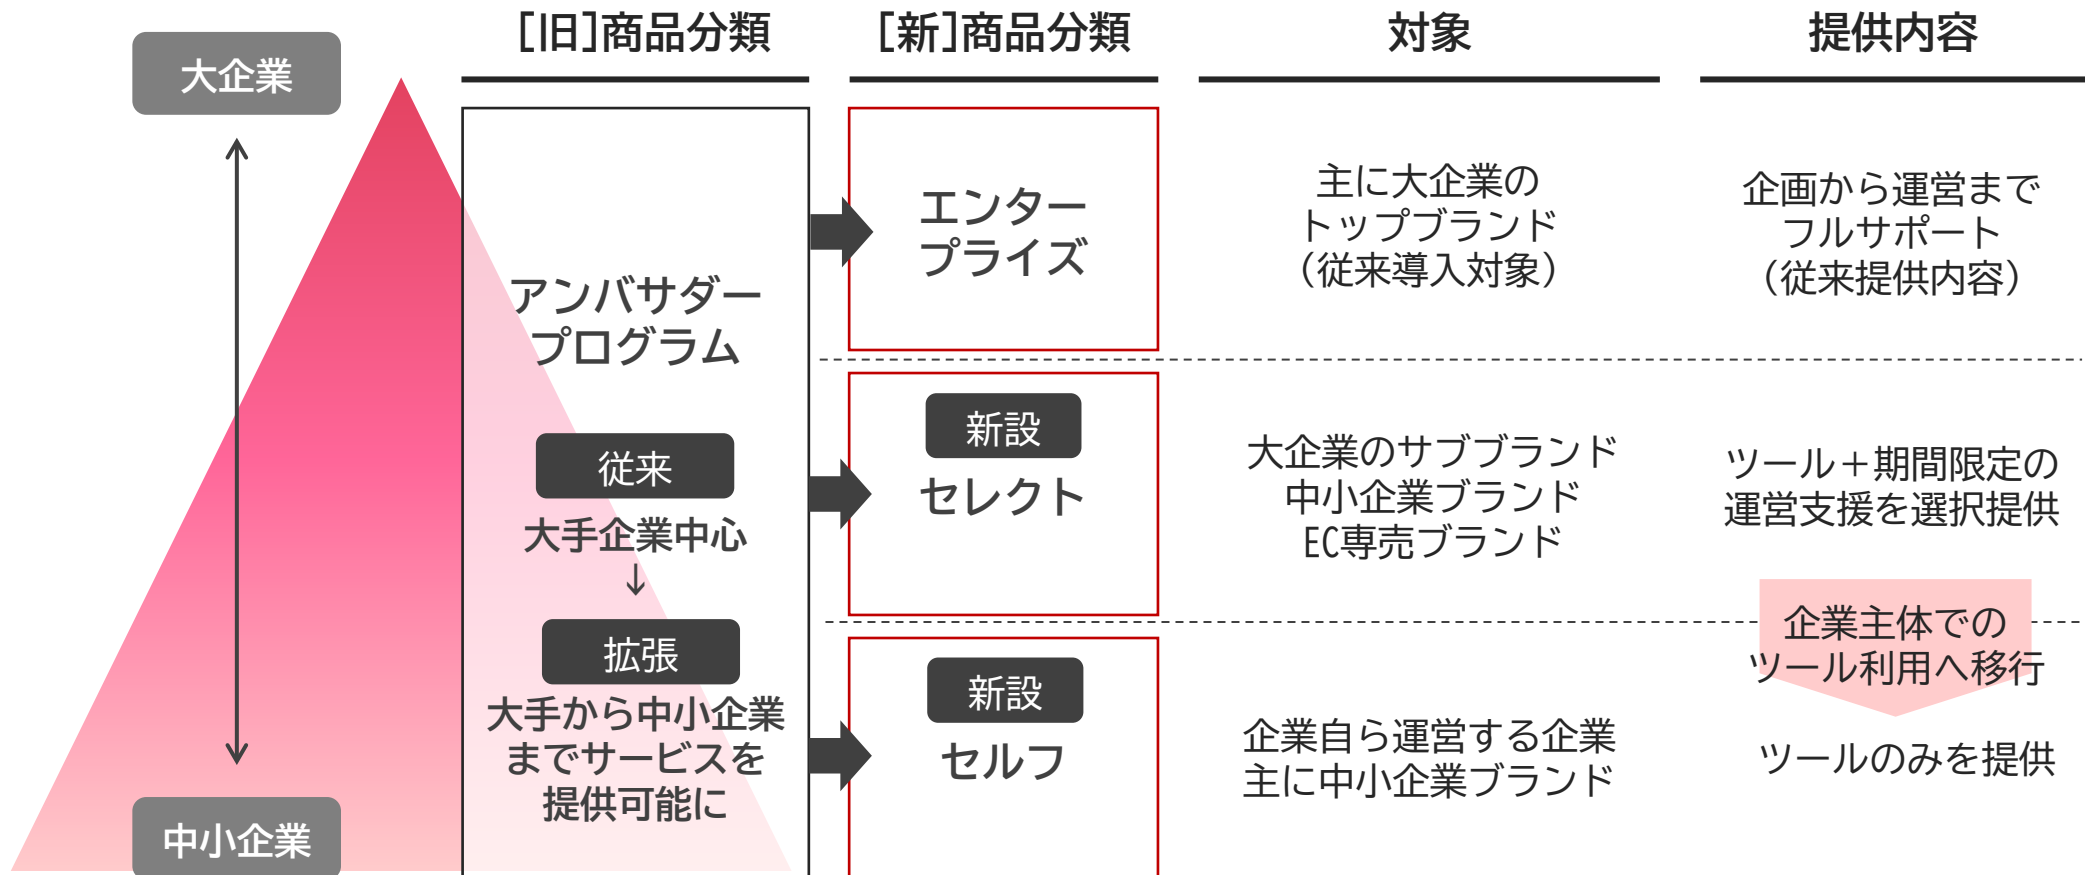 大企業
中小企業
[旧]商品分類
アンバサダー
プログラム
従来
大手企業中心
↓
拡張
大手から中小企業
までサービスを
提供可能に
[新]商品分類
対象
提供内容
エンター
プライズ
主に大企業の
トップブランド
（従来導入対象）
企画から運営まで
フルサポート
（従来提供内容）
新設
セレクト
大企業のサブブランド
中小企業ブランド
EC専売ブランド
ツール＋期間限定の
運営支援を選択提供
企業主体での
ツール利用へ移行
新設
セルフ
企業自ら運営する企業
主に中小企業ブランド
ツールのみを提供